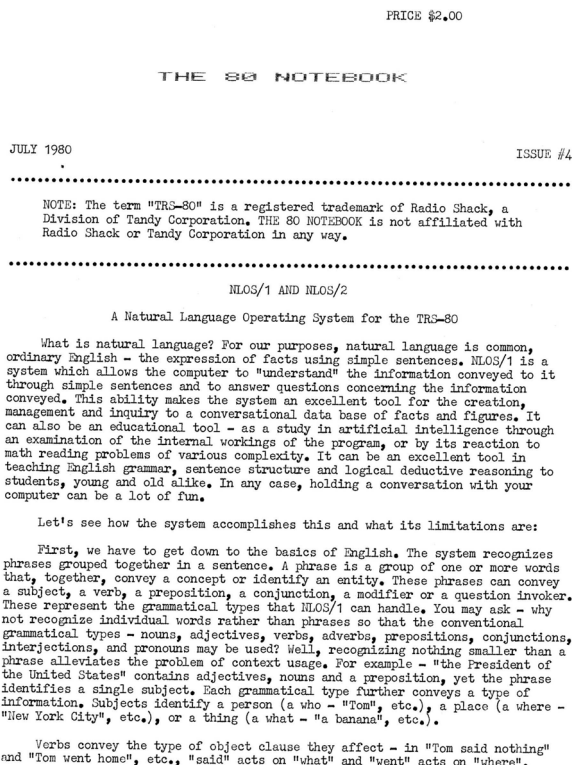 PRICE $2.00
THE 80 NOTEBOOK
JULY 1980
ISSUE #4
NOTE: The term "TRS-80" is a registered trademark of Radio Shack, a
Division of Tandy Corporation. THE 80 NOTEBOOK is not affiliated with
Radio Shack or Tandy Corporation in any way.
NLOS/1 AND NLOS/2
A Natural Language Operating System for the TRS-80
What is natural language? For our purposes, natural language is common,
ordinary English - the expression of facts using simple sentences. NLOS/1 is a
system which allows the computer to "understand" the information conveyed to it
through simple sentences and to answer questions concerning the information
conveyed. This ability makes the system an excellent tool for the creation,
management and inquiry to a conversational data base of facts and figures. It
can also be an educational tool - as a study in artificial intelligence through
an examination of the internal workings of the program, or by its reaction to
math reading problems of various complexity. It can be an excellent tool in
teaching English grammar, sentence structure and logical deductive reasoning to
students, young and old alike. In any case, holding a conversation with your
computer can be a lot of fun.
Let's see how the system accomplishes this and what its limitations are:
First, we have to get down to the basics of English. The system recognizes
phrases grouped together in a sentence. A phrase is a group of one or more words
that, together, convey a concept or identify an entity. These phrases can convey
a subject, a verb, a preposition, a conjunction, a modifier or a question invoker.
These represent the grammatical types that NLOS/1 can handle. You may ask - why
not recognize individual words rather than phrases so that the conventional
grammatical types - nouns, adjectives, verbs, adverbs, prepositions, conjunctions,
interjections, and pronouns may be used? Well, recognizing nothing smaller than a
phrase alleviates the problem of context usage. For example - "the President of
the United States" contains adjectives, nouns and a preposition, yet the phrase
identifies a single subject. Each grammatical type further conveys a type of
information. Subjects identify a person (a who - "Tom", etc.), a place (a where -
"New York City", etc.), or a thing (a what - "a banana", etc.).
Verbs convey the type of object clause they affect - in "Tom said nothing"
and "Tom went home", etc., "said" acts on "what" and "went" acts on "where".